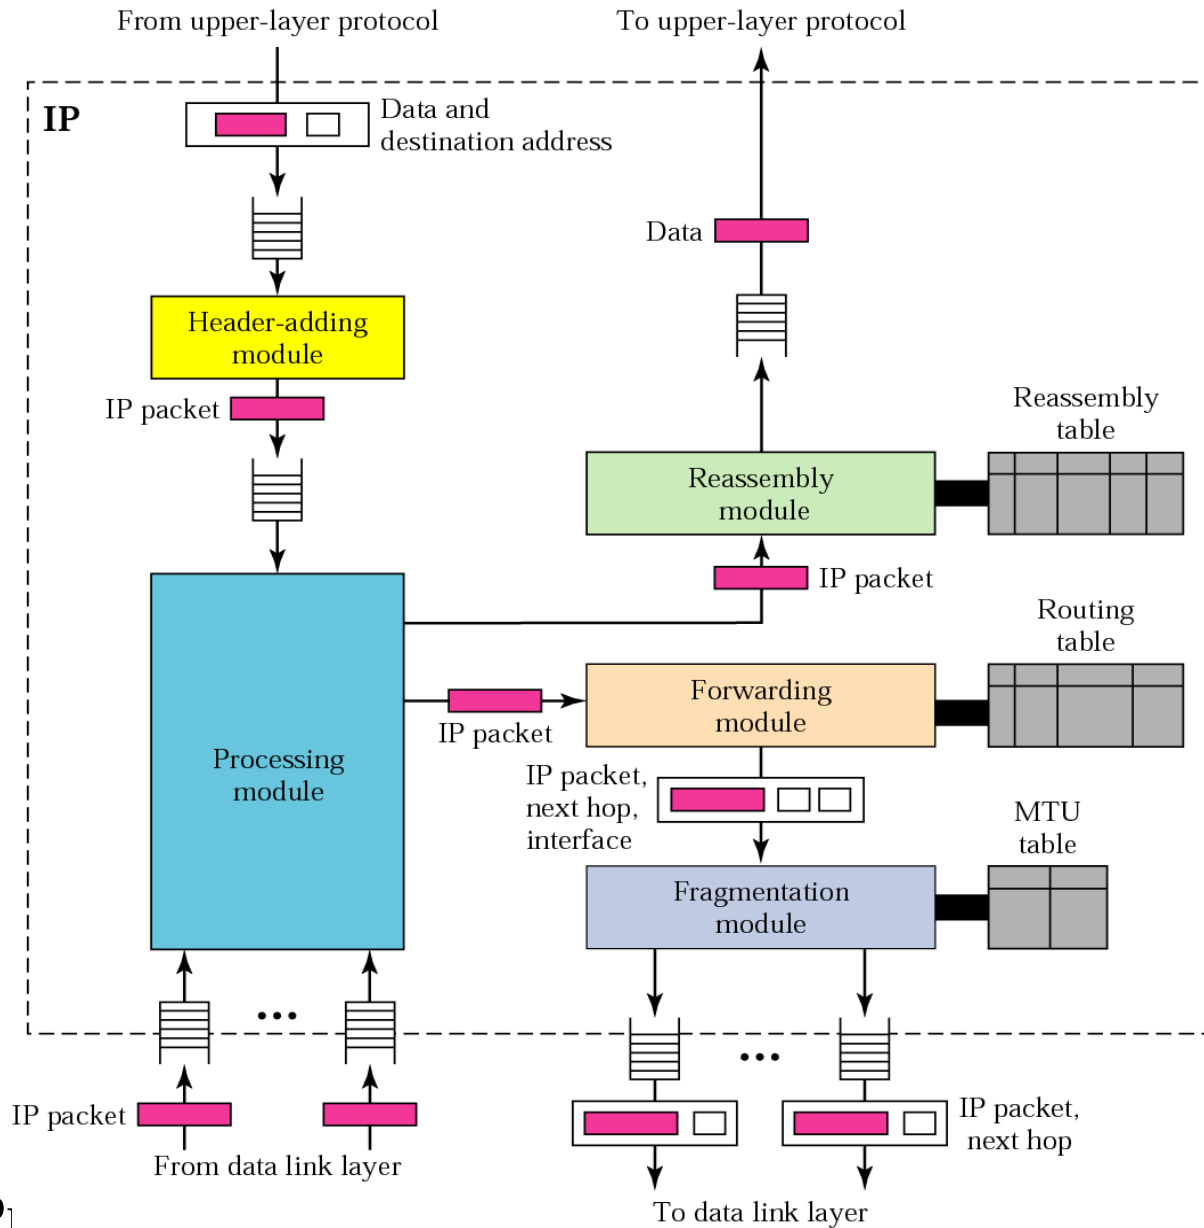 From upper-layer protocol
To upper-layer protocol
IP
Data and
destination address
Data
Header-adding
module
IP packet
Reassembly
table
Reassembly
module
IP packet
Routing
table
Forwarding
module
IP packet
Processing
module
IP packet,
next hop,
interface
MTU
table
Fragmentation
module
IP packet
From data link layer
IP packet,
next hop
To data link layer